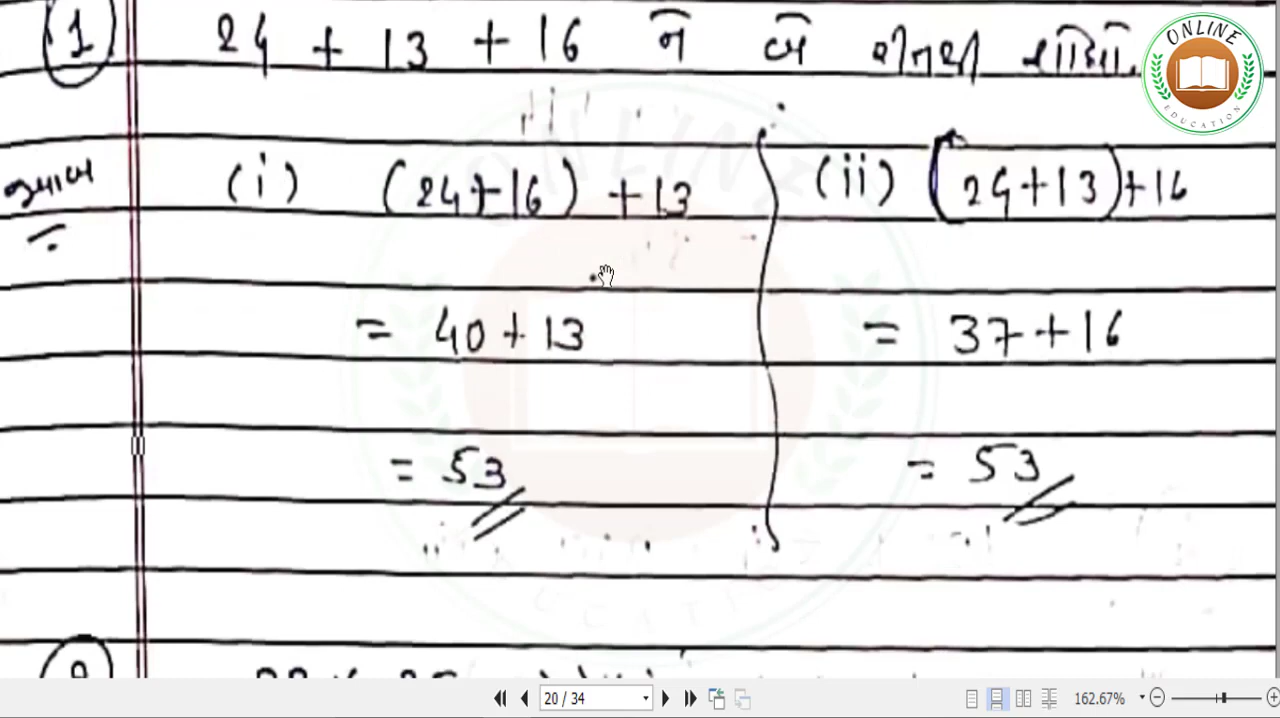 ① 24 + 13 + 16 ને બે રીતથી
જવાબ (i) (24+16) +13 (ii) (24+13)+16
= 40+13 = 37+16
= 53 = 53
ONLINE
EDUCATION
20 / 34
162.67%